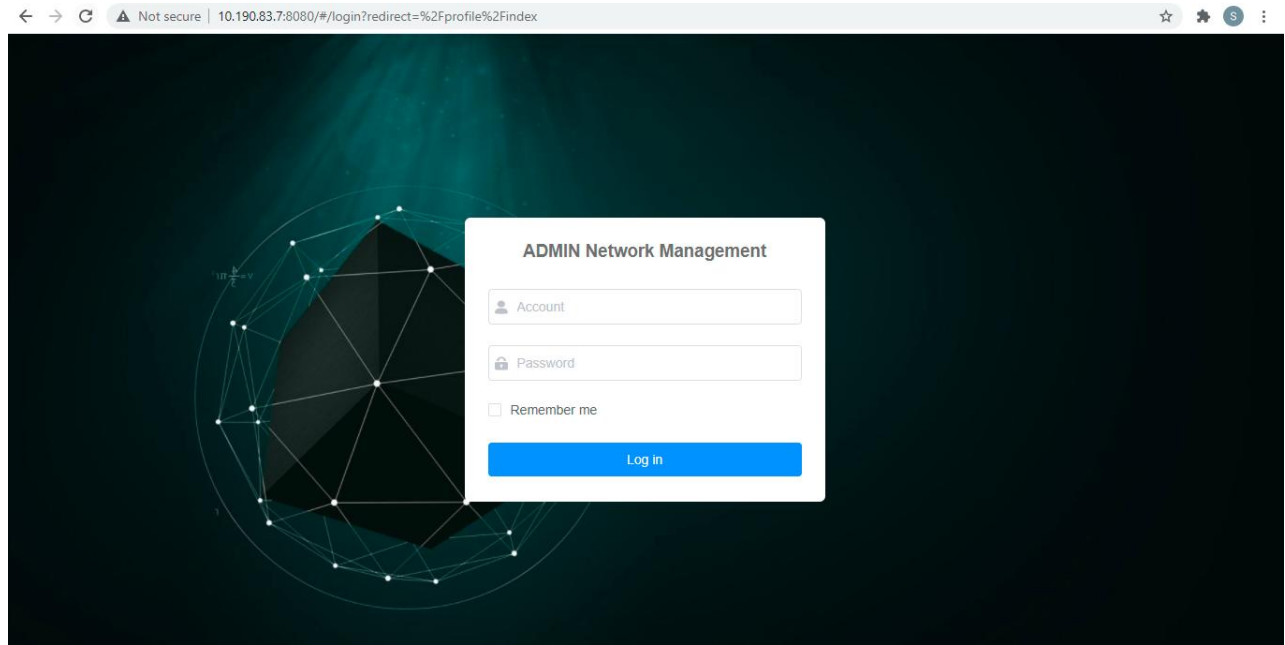 Not secure | 10.190.83.7:8080/#/login?redirect=%2Fprofile%2Findex
S
ADMIN Network Management
Account
Password
Remember me
Log in